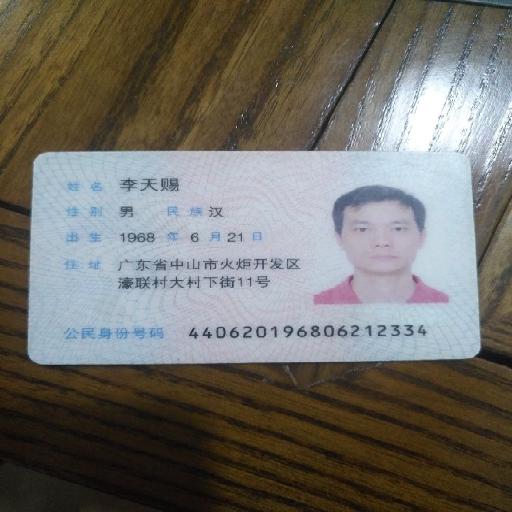 姓名 李天赐
性别 男 民族 汉
出生 1968 年 6 月 21 日
住址 广东省中山市火炬开发区
濠联村大村下街11号
公民身份号码 440620196806212334